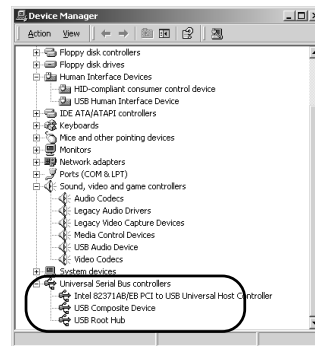 Device Manager
Action View
Floppy disk controllers
Floppy disk drives
Human Interface Devices
HID-compliant consumer control device
USB Human Interface Device
IDE ATA/ATAPI controllers
Keyboards
Mice and other pointing devices
Monitors
Network adapters
Ports (COM & LPT)
Sound, video and game controllers
Audio Codecs
Legacy Audio Drivers
Legacy Video Capture Devices
Media Control Devices
USB Audio Device
Video Codecs
System devices
Universal Serial Bus controllers
Intel 82371AB/EB PCI to USB Universal Host Controller
USB Composite Device
USB Root Hub